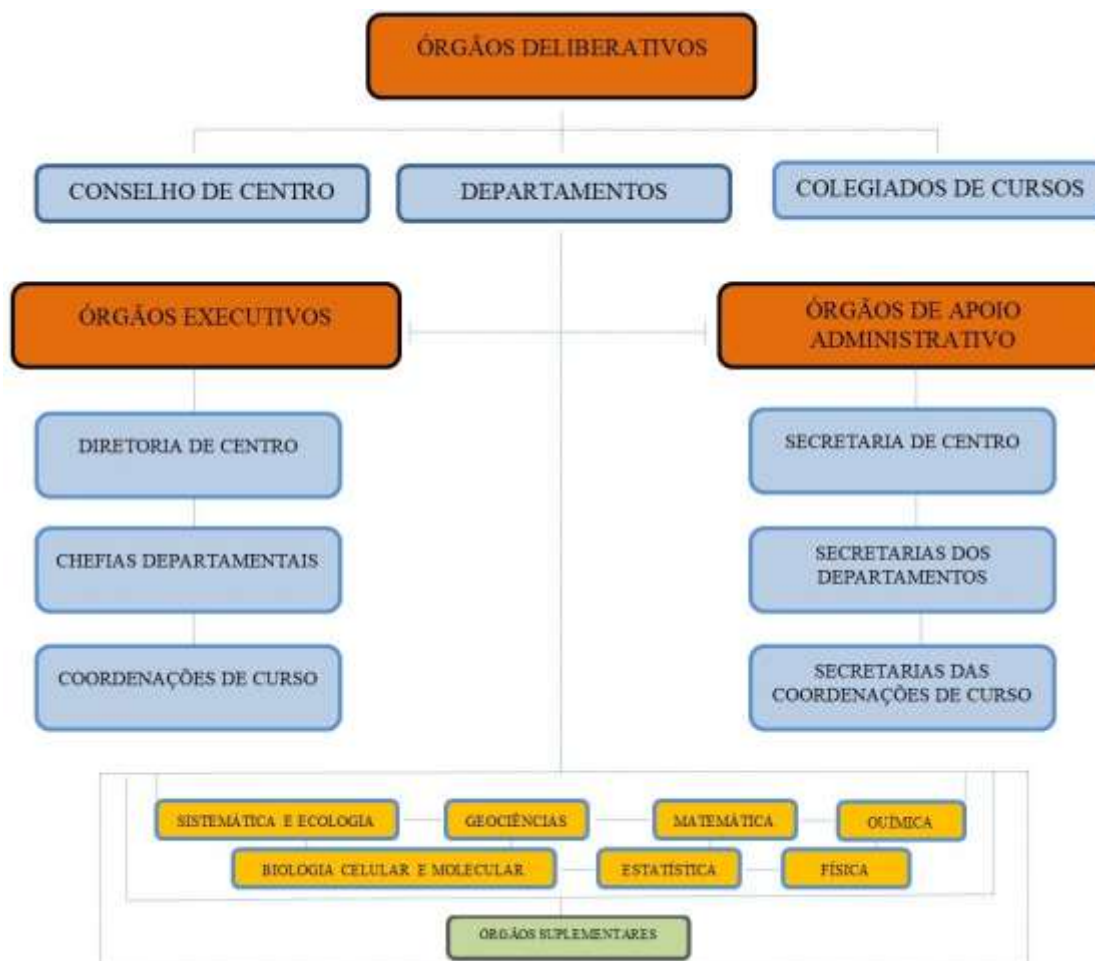 ÓRGÃOS DELIBERATIVOS
CONSELHO DE CENTRO
DEPARTAMENTOS
COLEGIADOS DE CURSOS
ÓRGÃOS EXECUTIVOS
ÓRGÃOS DE APOIO
ADMINISTRATIVO
DIRETORIA DE CENTRO
SECRETARIA DE CENTRO
CHEFIAS DEPARTAMENTAIS
SECRETARIAS DOS
DEPARTAMENTOS
COORDENAÇÕES DE CURSO
SECRETARIAS DAS
COORDENAÇÕES DE CURSO
SISTEMÁTICA E ECOLOGIA
GEOCIÊNCIAS
MATEMÁTICA
QUÍMICA
BIOLOGIA CELULAR E MOLECULAR
ESTATÍSTICA
FÍSICA
ÓRGÃOS SUPLEMENTARES